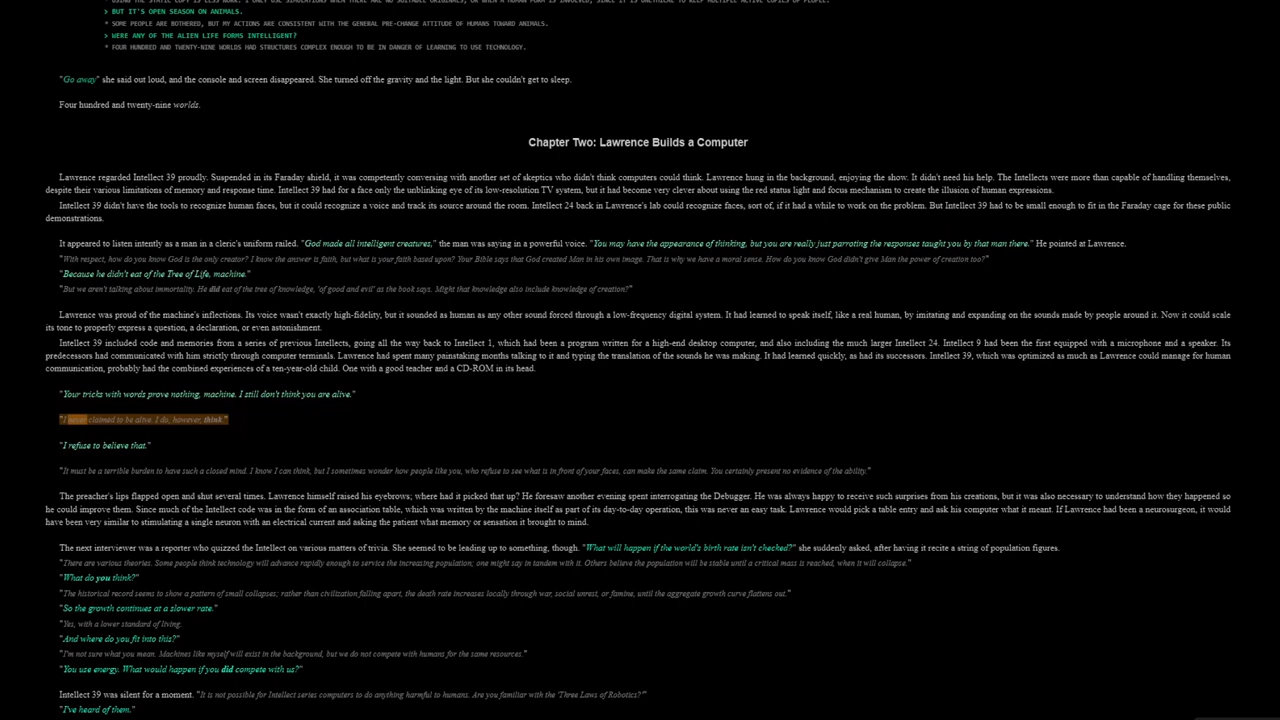 * USING THE STATIC COPY IS LESS WORK. I ONLY USE SIMULATIONS WHEN THERE ARE NO SUITABLE ORIGINALS, OR WHEN A HUMAN FORM IS INVOLVED, SINCE IT IS UNETHICAL TO KEEP MULTIPLE ACTIVE COPIES OF PEOPLE.
> BUT IT'S OPEN SEASON ON ANIMALS.
* SOME PEOPLE ARE BOTHERED, BUT MY ACTIONS ARE CONSISTENT WITH THE GENERAL PRE-CHANGE ATTITUDE OF HUMANS TOWARD ANIMALS.
> WERE ANY OF THE ALIEN LIFE FORMS INTELLIGENT?
* FOUR HUNDRED AND TWENTY-NINE WORLDS HAD STRUCTURES COMPLEX ENOUGH TO BE IN DANGER OF LEARNING TO USE TECHNOLOGY.
"Go away" she said out loud, and the console and screen disappeared. She turned off the gravity and the light. But she couldn't get to sleep.
Four hundred and twenty-nine worlds.
Chapter Two: Lawrence Builds a Computer
Lawrence regarded Intellect 39 proudly. Suspended in its Faraday shield, it was competently conversing with another set of skeptics who didn't think computers could think. Lawrence hung in the background, enjoying the show. It didn't need his help. The Intellects were more than capable of handling themselves,
despite their various limitations of memory and response time. Intellect 39 had for a face only the unblinking eye of its low-resolution TV system, but it had become very clever about using the red status light and focus mechanism to create the illusion of human expressions.
Intellect 39 didn't have the tools to recognize human faces, but it could recognize a voice and track its source around the room. Intellect 24 back in Lawrence's lab could recognize faces, sort of, if it had a while to work on the problem. But Intellect 39 had to be small enough to fit in the Faraday cage for these public
demonstrations.
It appeared to listen intently as a man in a cleric's uniform railed. "God made all intelligent creatures," the man was saying in a powerful voice. "You may have the appearance of thinking, but you are really just parroting the responses taught you by that man there." He pointed at Lawrence.
"With respect, how do you know God is the only creator? I know the answer is faith, but what is your faith based upon? Your Bible says that God created Man in his own image. That is why we have a moral sense. How do you know God didn't give Man the power of creation too?"
"Because he didn't eat of the Tree of Life, machine."
"But we aren't talking about immortality. He did eat of the tree of knowledge, 'of good and evil' as the book says. Might that knowledge also include knowledge of creation?"
Lawrence was proud of the machine's inflections. Its voice wasn't exactly high-fidelity, but it sounded as human as any other sound forced through a low-frequency digital system. It had learned to speak itself, like a real human, by imitating and expanding on the sounds made by people around it. Now it could scale
its tone to properly express a question, a declaration, or even astonishment.
Intellect 39 included code and memories from a series of previous Intellects, going all the way back to Intellect 1, which had been a program written for a high-end desktop computer, and also including the much larger Intellect 24. Intellect 9 had been the first equipped with a microphone and a speaker. Its
predecessors had communicated with him strictly through computer terminals. Lawrence had spent many painstaking months talking to it and typing the translation of the sounds he was making. It had learned quickly, as had its successors. Intellect 39, which was optimized as much as Lawrence could manage for human
communication, probably had the combined experiences of a ten-year-old child. One with a good teacher and a CD-ROM in its head.
"Your tricks with words prove nothing, machine. I still don't think you are alive."
"I never claimed to be alive. I do, however, think."
"I refuse to believe that."
"It must be a terrible burden to have such a closed mind. I know I can think, but I sometimes wonder how people like you, who refuse to see what is in front of your faces, can make the same claim. You certainly present no evidence of the ability."
The preacher's lips flapped open and shut several times. Lawrence himself raised his eyebrows; where had it picked that up? He foresaw another evening spent interrogating the Debugger. He was always happy to receive such surprises from his creations, but it was also necessary to understand how they happened so
he could improve them. Since much of the Intellect code was in the form of an association table, which was written by the machine itself as part of its day-to-day operation, this was never an easy task. Lawrence would pick a table entry and ask his computer what it meant. If Lawrence had been a neurosurgeon, it would
have been very similar to stimulating a single neuron with an electrical current and asking the patient what memory or sensation it brought to mind.
The next interviewer was a reporter who quizzed the Intellect on various matters of trivia. She seemed to be leading up to something, though. "What will happen if the world's birth rate isn't checked?" she suddenly asked, after having it recite a string of population figures.
"There are various theories. Some people think technology will advance rapidly enough to service the increasing population; one might say in tandem with it. Others believe the population will be stable until a critical mass is reached, when it will collapse."
"What do you think?"
"The historical record seems to show a pattern of small collapses; rather than civilization falling apart, the death rate increases locally through war, social unrest, or famine, until the aggregate growth curve flattens out."
"So the growth continues at a slower rate."
"Yes, with a lower standard of living.
"And where do you fit into this?"
"I'm not sure what you mean. Machines like myself will exist in the background, but we do not compete with humans for the same resources."
"You use energy. What would happen if you did compete with us?"
Intellect 39 was silent for a moment. "It is not possible for Intellect series computers to do anything harmful to humans. Are you familiar with the 'Three Laws of Robotics?'"
"I've heard of them."